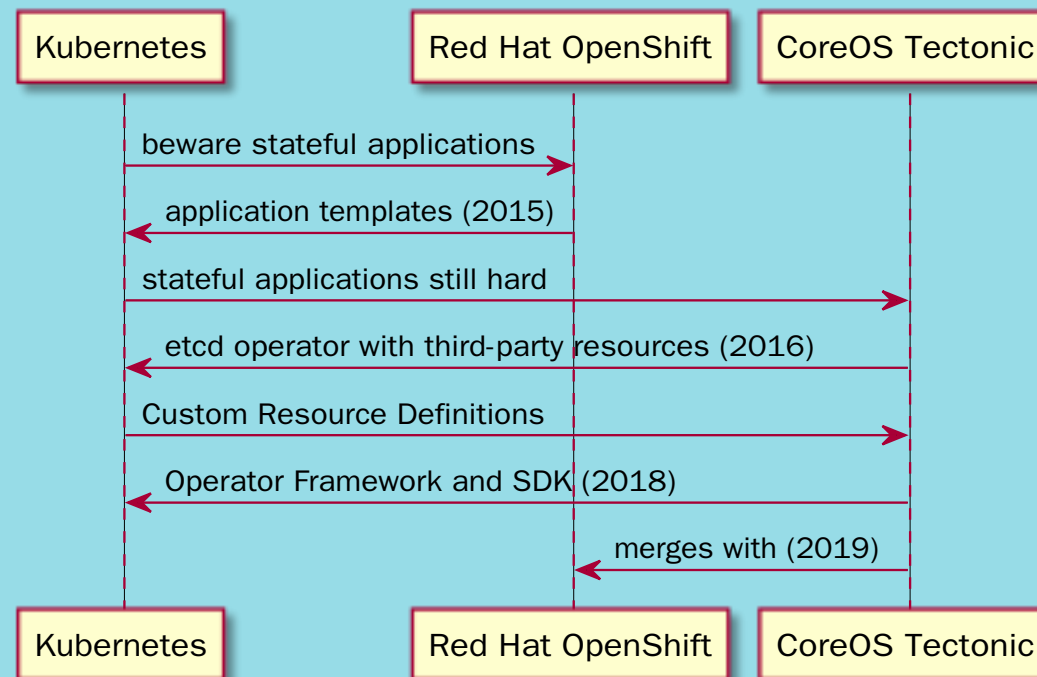 Kubernetes
Red Hat OpenShift
CoreOS Tectonic
beware stateful applications
application templates (2015)
stateful applications still hard
etcd operator with third-party resources (2016)
Custom Resource Definitions
Operator Framework and SDK (2018)
merges with (2019)
Kubernetes
Red Hat OpenShift
CoreOS Tectonic